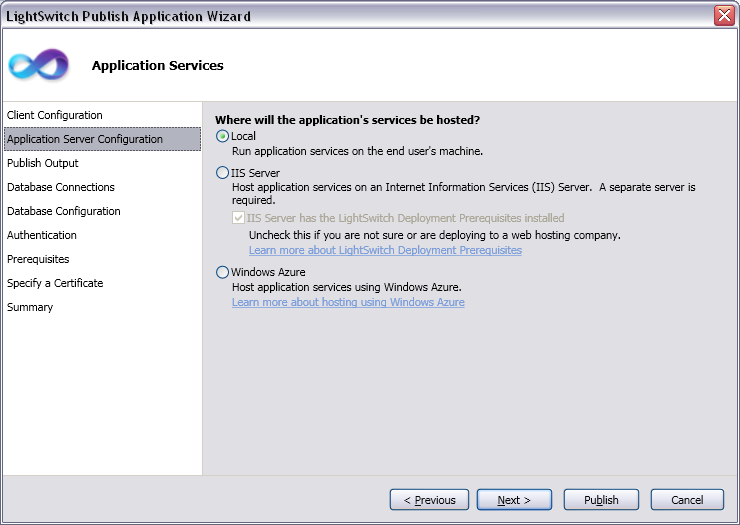 LightSwitch Publish Application Wizard
Application Services
Client Configuration
Application Server Configuration
Publish Output
Database Connections
Database Configuration
Authentication
Prerequisites
Specify a Certificate
Summary
Where will the application's services be hosted?
Local
Run application services on the end user's machine.
IIS Server
Host application services on an Internet Information Services (IIS) Server.  A separate server is
required.
IIS Server has the LightSwitch Deployment Prerequisites installed
Uncheck this if you are not sure or are deploying to a web hosting company.
Learn more about LightSwitch Deployment Prerequisites
Windows Azure
Host application services using Windows Azure.
Learn more about hosting using Windows Azure
< Previous
Next >
Publish
Cancel